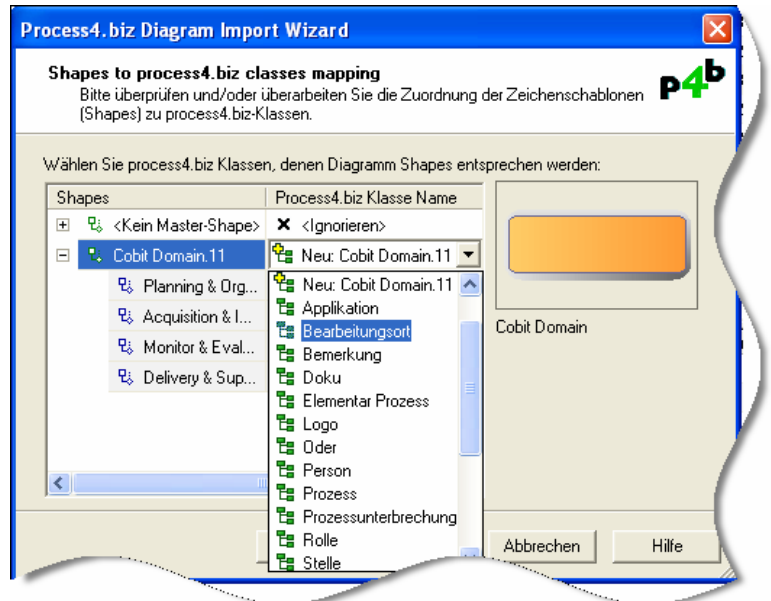 Process4.biz Diagram Import Wizard
Shapes to process4.biz classes mapping
Bitte überprüfen und/oder überarbeiten Sie die Zuordnung der Zeichenschablonen
(Shapes) zu process4.biz-Klassen.
p4b
Wählen Sie process4.biz Klassen, denen Diagramm Shapes entsprechen werden:
Shapes Process4.biz Klasse Name
<Kein Master-Shape> <Ignorieren>
Cobit Domain.11 Neu: Cobit Domain.11
Planning & Org... Neu: Cobit Domain.11
Applikation
Acquisition & I... Bearbeitungsort
Cobit Domain
Monitor & Eval... Bemerkung
Delivery & Sup... Doku
Elementar Prozess
Logo
Oder
Person
Prozess
Prozessunterbrechung
Rolle
Stelle
Abbrechen Hilfe